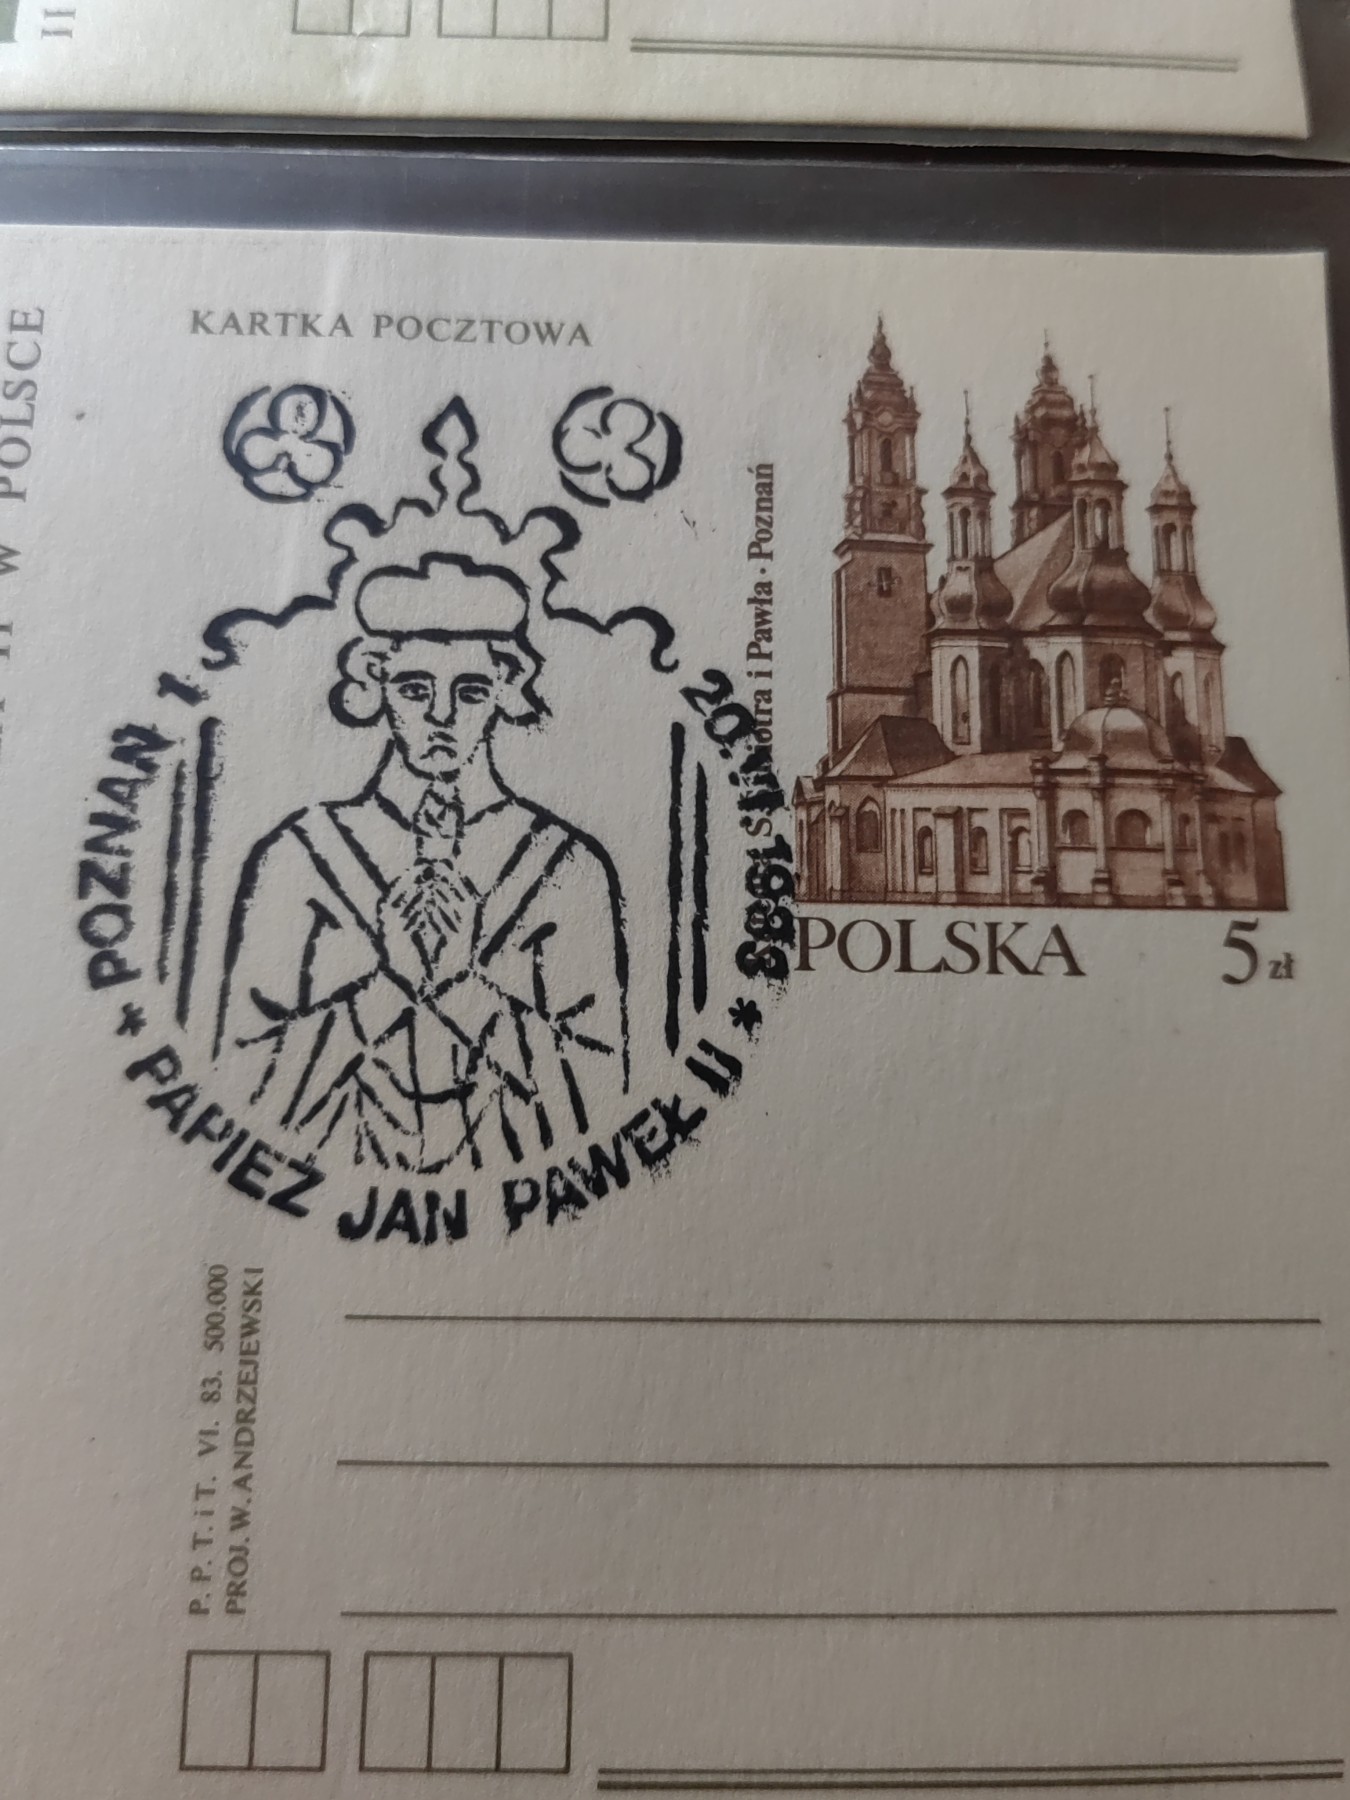 II
W POLSCE
KARTKA POCZTOWA
Piotra i Pawła · Poznań
POLSKA
5 zł
POZNAŃ 1
20.VI.1983
* PAPIEŻ JAN PAWEŁ II *
P. P. T. i T. VI. 83. 500.000
PROJ. W. ANDRZEJEWSKI